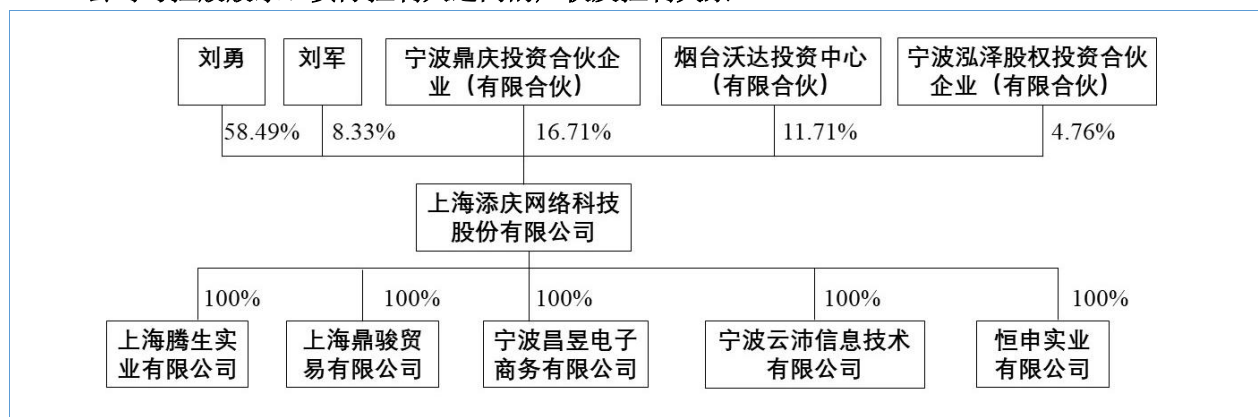 刘勇
刘军
宁波鼎庆投资合伙企
业（有限合伙）
烟台沃达投资中心
（有限合伙）
宁波泓泽股权投资合伙
企业（有限合伙）
58.49%
8.33%
16.71%
11.71%
4.76%
上海添庆网络科技
股份有限公司
100%
100%
100%
100%
100%
上海腾生实
业有限公司
上海鼎骏贸
易有限公司
宁波昌昱电子
商务有限公司
宁波云沛信息技术
有限公司
恒申实业
有限公司